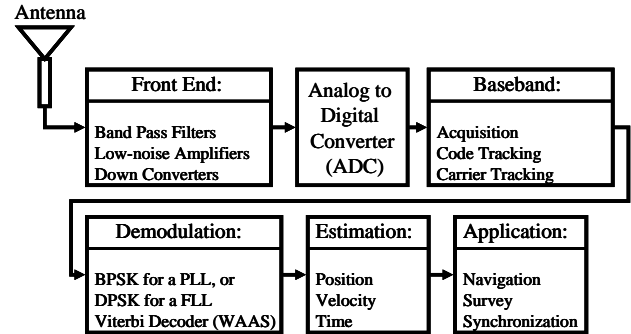 Antenna
Front End:
Band Pass Filters
Low-noise Amplifiers
Down Converters
Analog to
Digital
Converter
(ADC)
Baseband:
Acquisition
Code Tracking
Carrier Tracking
Demodulation:
BPSK for a PLL, or
DPSK for a FLL
Viterbi Decoder (WAAS)
Estimation:
Position
Velocity
Time
Application:
Navigation
Survey
Synchronization